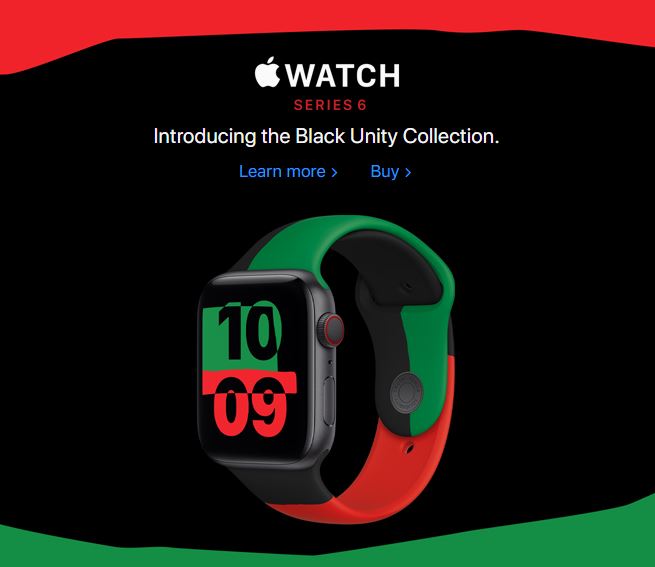 WATCH
SERIES 6
Introducing the Black Unity Collection.
Learn more >
Buy >
10
09